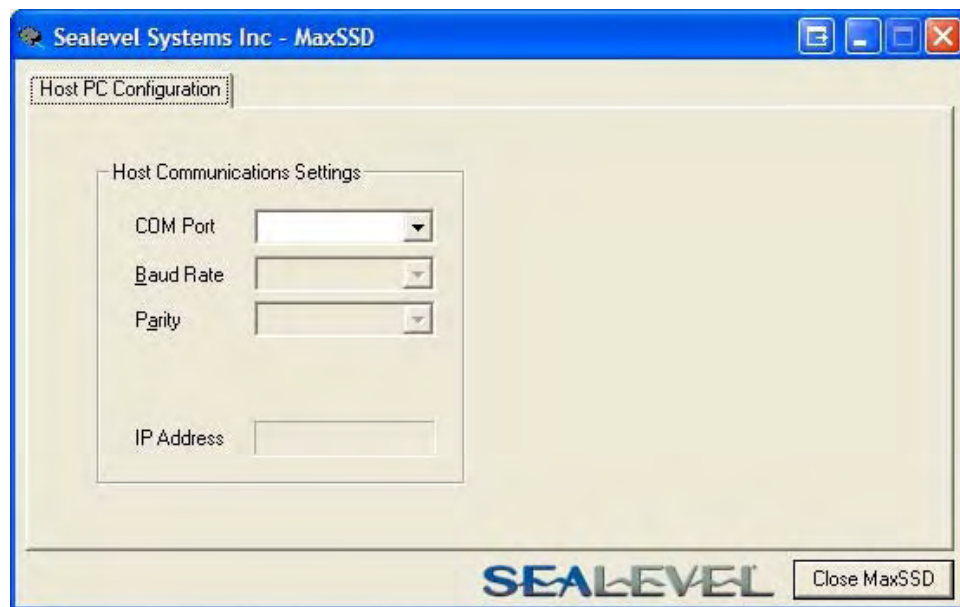 Sealevel Systems Inc - MaxSSD
Host PC Configuration
Host Communications Settings
COM Port
Baud Rate
Parity
IP Address
SEALEVEL
Close MaxSSD